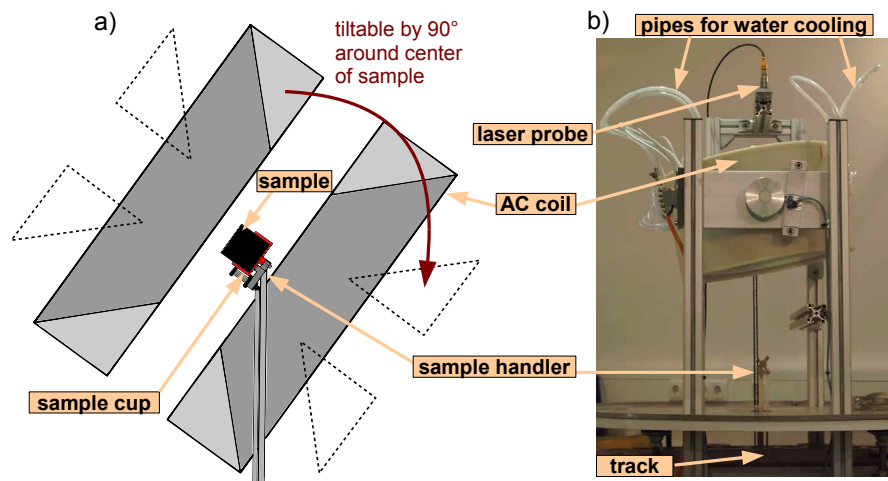 a)
tiltable by 90°
around center
of sample
sample
sample cup
sample handler
b)
pipes for water cooling
laser probe
AC coil
track